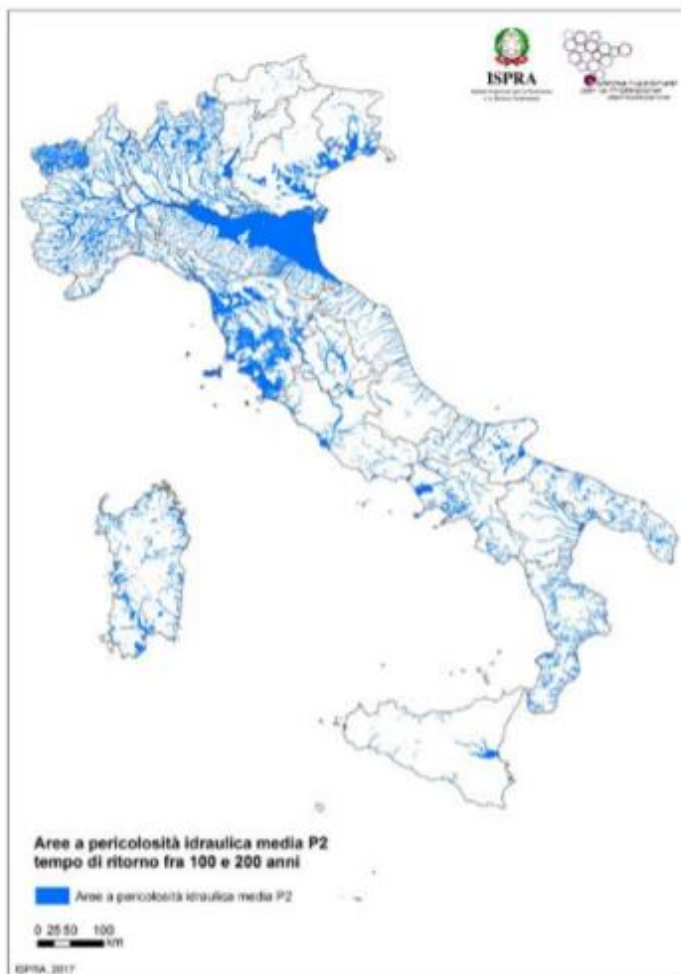 ISPRA
Aree a pericolosità idraulica media P2
tempo di ritorno fra 100 e 200 anni
Aree a pericolosità idraulica media P2
0 25 50 100
km
ISPRA, 2017